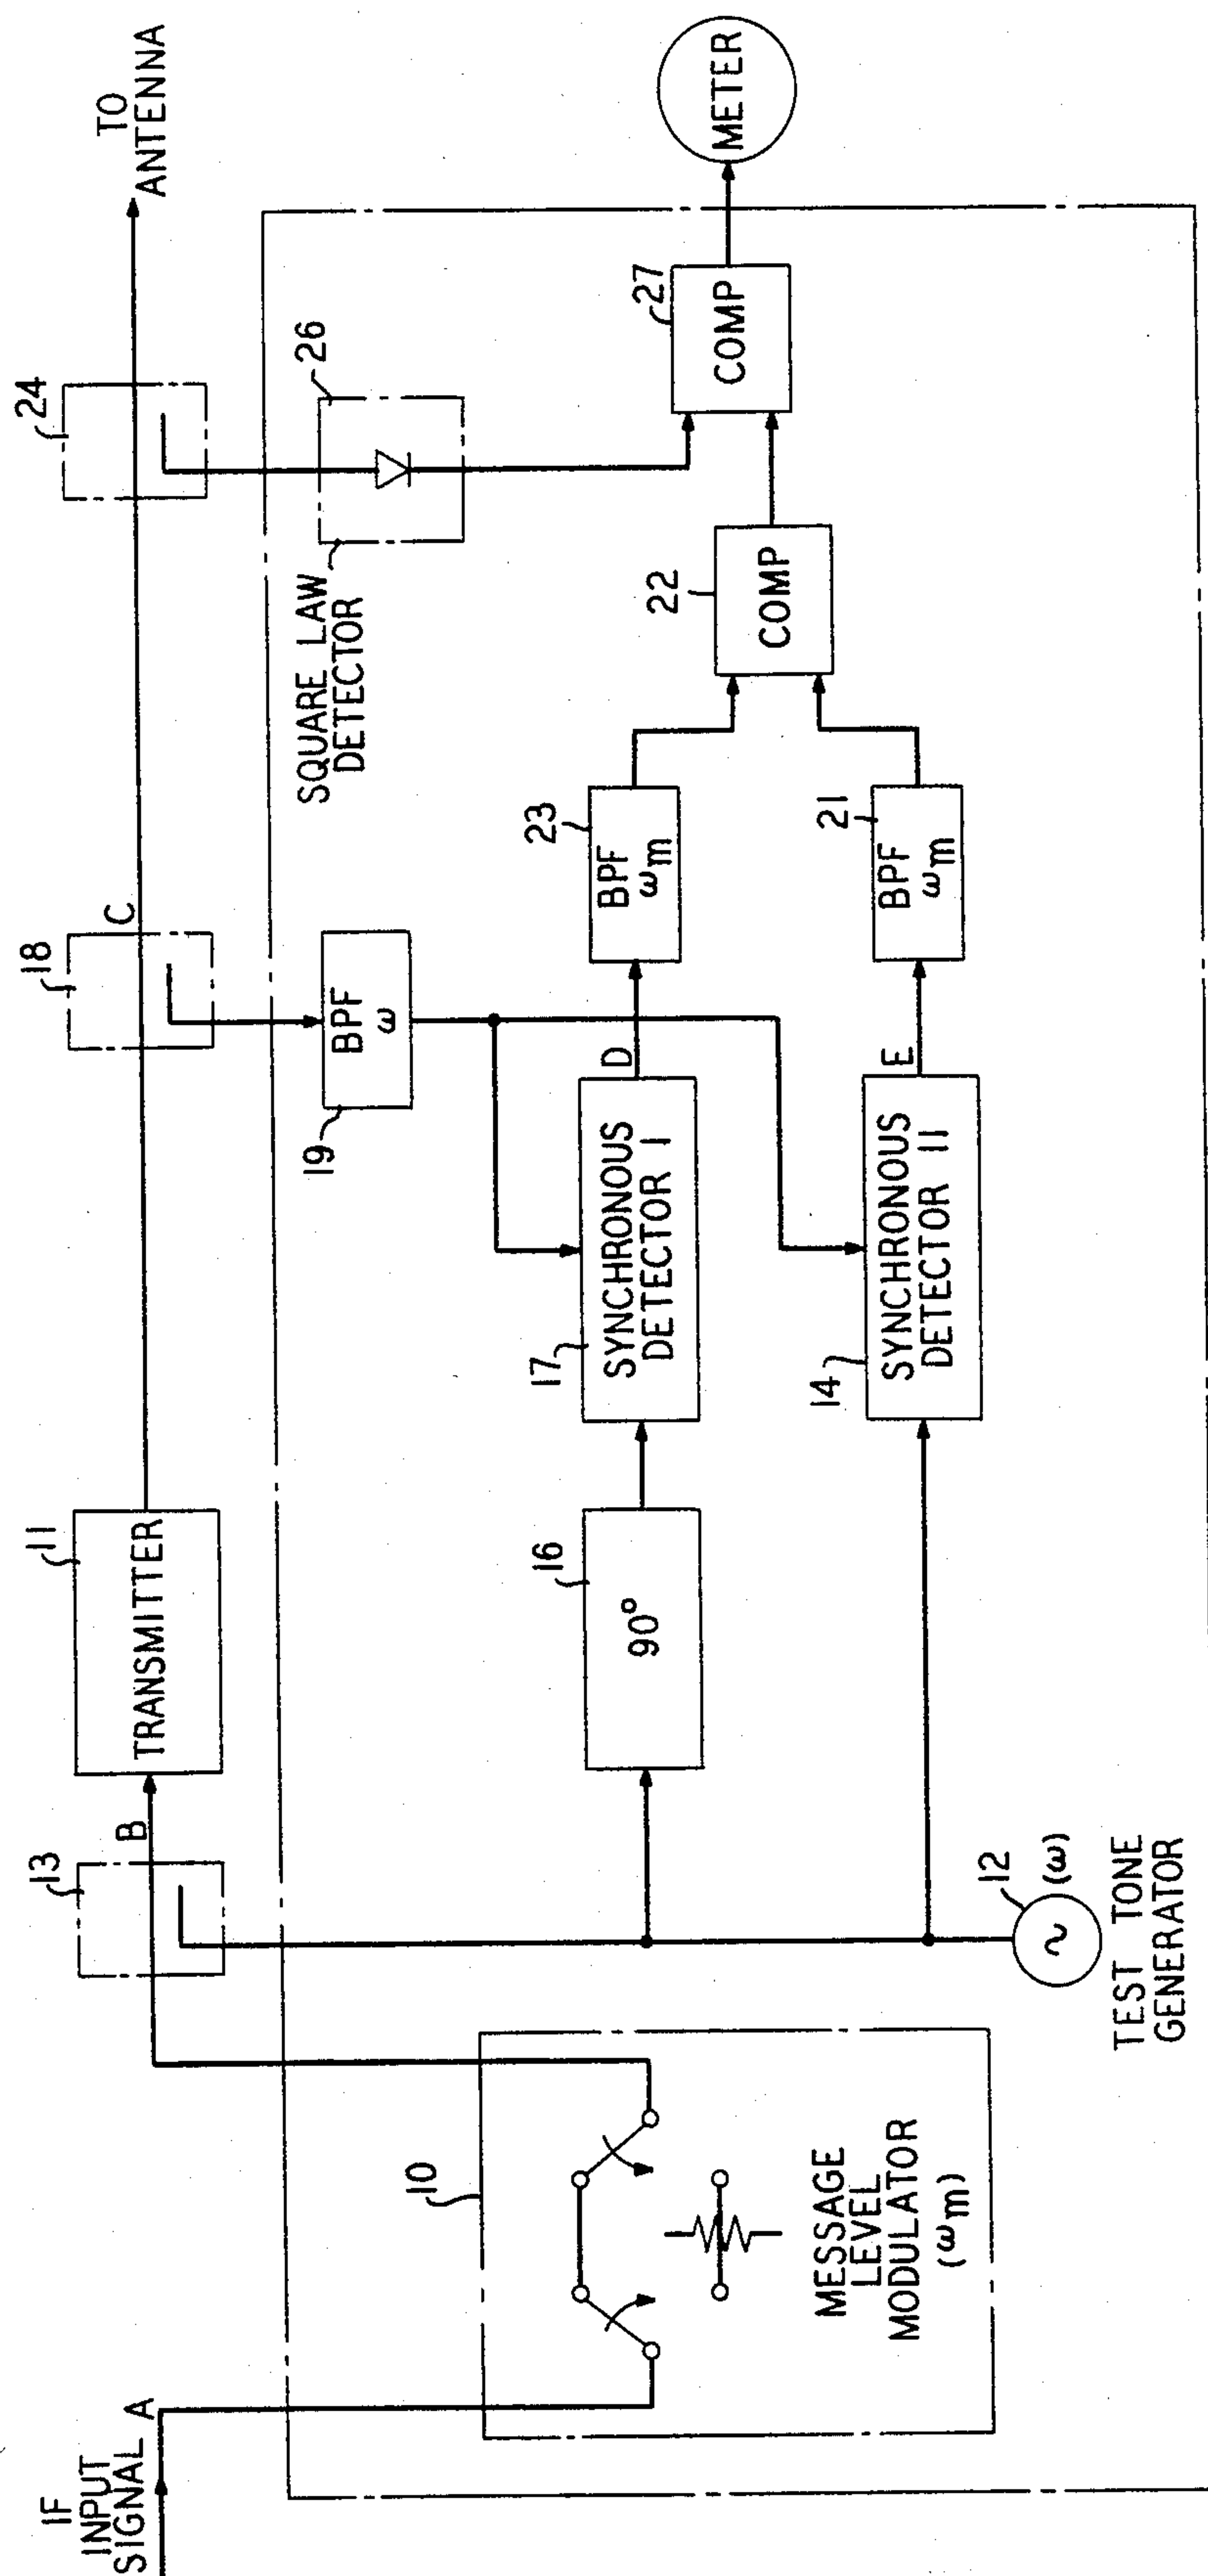 IF
INPUT
SIGNAL
A
10
MESSAGE
LEVEL
MODULATOR
(ωm)
13
B
11
TRANSMITTER
12
(ω)
TEST TONE
GENERATOR
16
90°
17
SYNCHRONOUS
DETECTOR I
D
14
SYNCHRONOUS
DETECTOR II
E
18
C
19
BPF
ω
23
BPF
ωm
21
BPF
ωm
22
COMP
24
26
SQUARE LAW
DETECTOR
27
COMP
METER
TO
ANTENNA